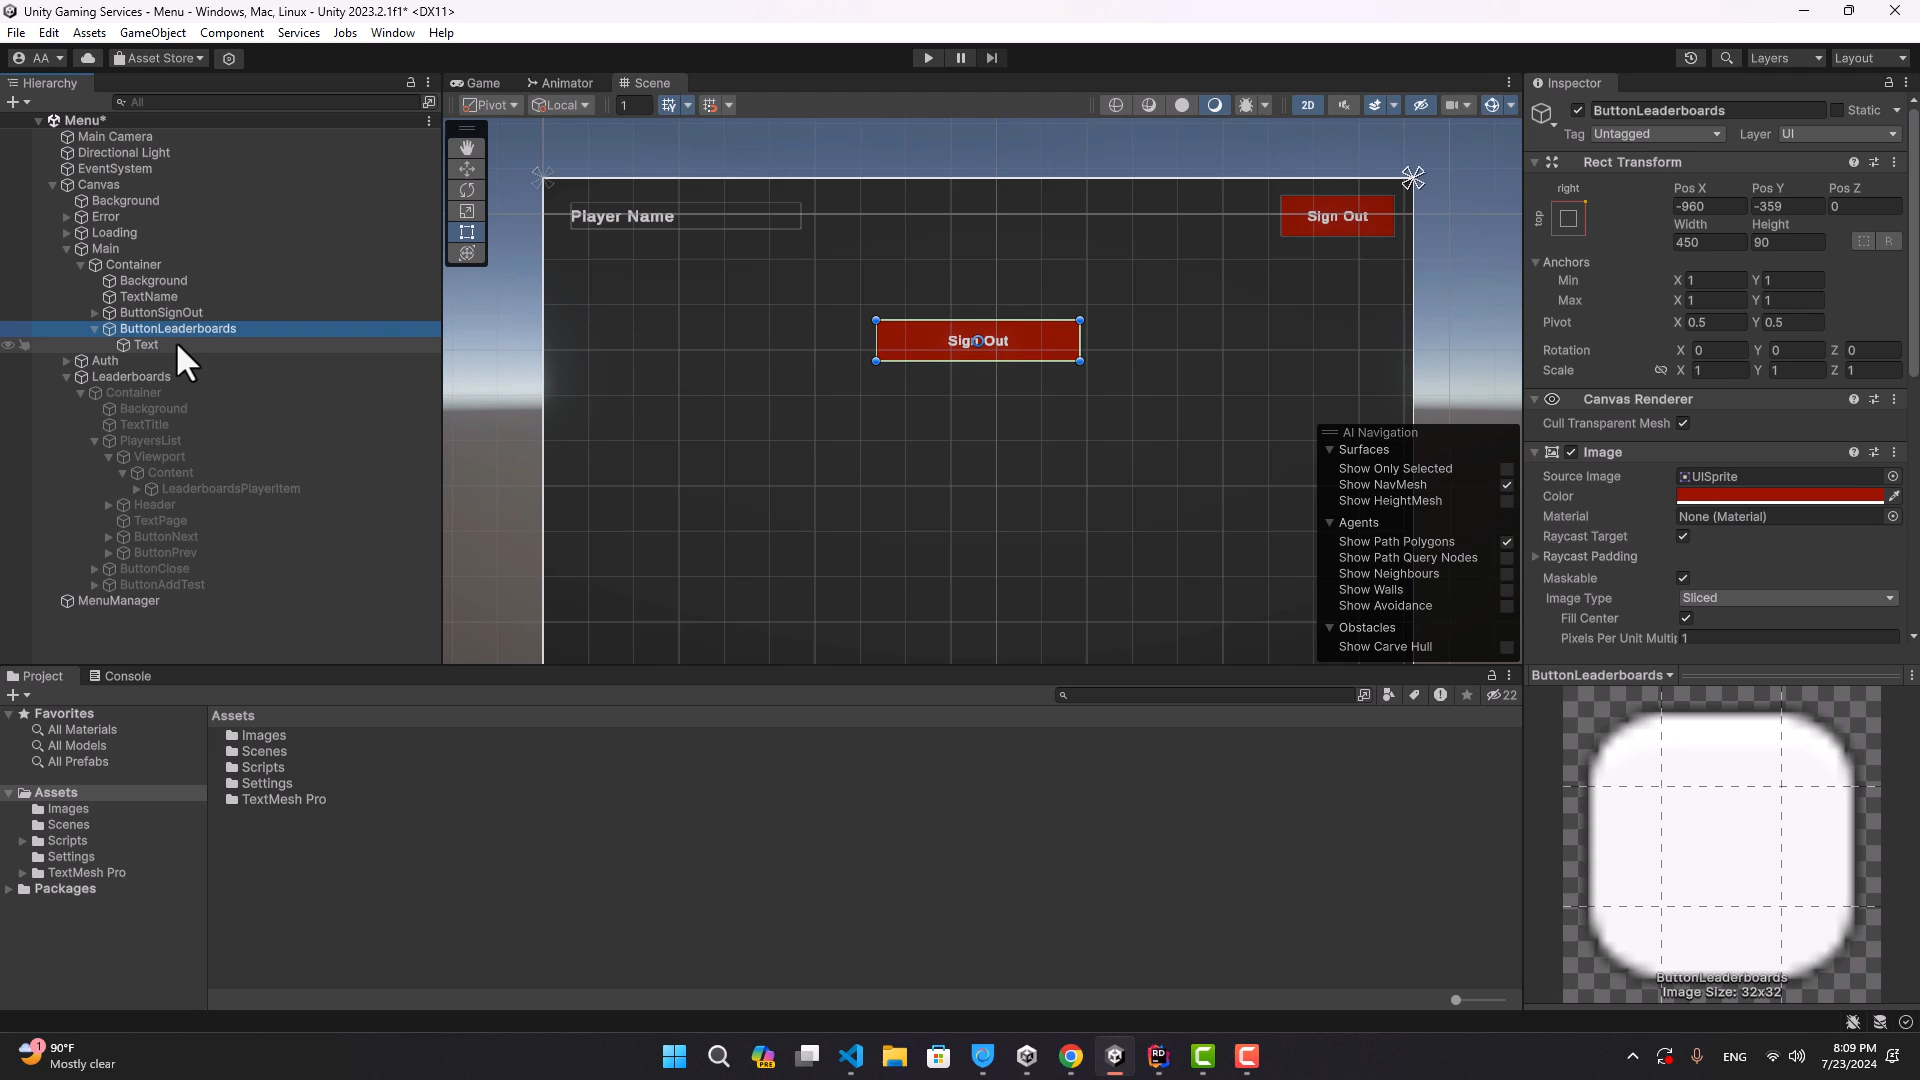 Unity Gaming Services - Menu - Windows, Mac, Linux - Unity 2023.2.1f1* <DX11>
File Edit Assets GameObject Component Services Jobs Window Help
AA Asset Store Layers Layout
Hierarchy
All
Menu*
Main Camera
Directional Light
EventSystem
Canvas
Background
Error
Loading
Main
Container
Background
TextName
ButtonSignOut
ButtonLeaderboards
Text
Auth
Leaderboards
Container
Background
TextTitle
PlayersList
Viewport
Content
LeaderboardsPlayerItem
Header
TextPage
ButtonNext
ButtonPrev
ButtonClose
ButtonAddTest
MenuManager
Game Animator Scene
Pivot Local 1 2D
Player Name
Sign Out
Sign Out
AI Navigation
Surfaces
Show Only Selected
Show NavMesh
Show HeightMesh
Agents
Show Path Polygons
Show Path Query Nodes
Show Neighbours
Show Walls
Show Avoidance
Obstacles
Show Carve Hull
Inspector
ButtonLeaderboards Static
Tag Untagged Layer UI
Rect Transform
right Pos X Pos Y Pos Z
top -960 -359 0
Width Height
450 90 R
Anchors
Min X 1 Y 1
Max X 1 Y 1
Pivot X 0.5 Y 0.5
Rotation X 0 Y 0 Z 0
Scale X 1 Y 1 Z 1
Canvas Renderer
Cull Transparent Mesh
Image
Source Image UISprite
Color
Material None (Material)
Raycast Target
Raycast Padding
Maskable
Image Type Sliced
Fill Center
Pixels Per Unit Multip 1
ButtonLeaderboards
ButtonLeaderboards
Image Size: 32x32
Project Console
22
Favorites
All Materials
All Models
All Prefabs
Assets
Images
Scenes
Scripts
Settings
TextMesh Pro
Packages
Assets
Images
Scenes
Scripts
Settings
TextMesh Pro
1 90°F
Mostly clear
PRE
RD
ENG
8:09 PM
7/23/2024